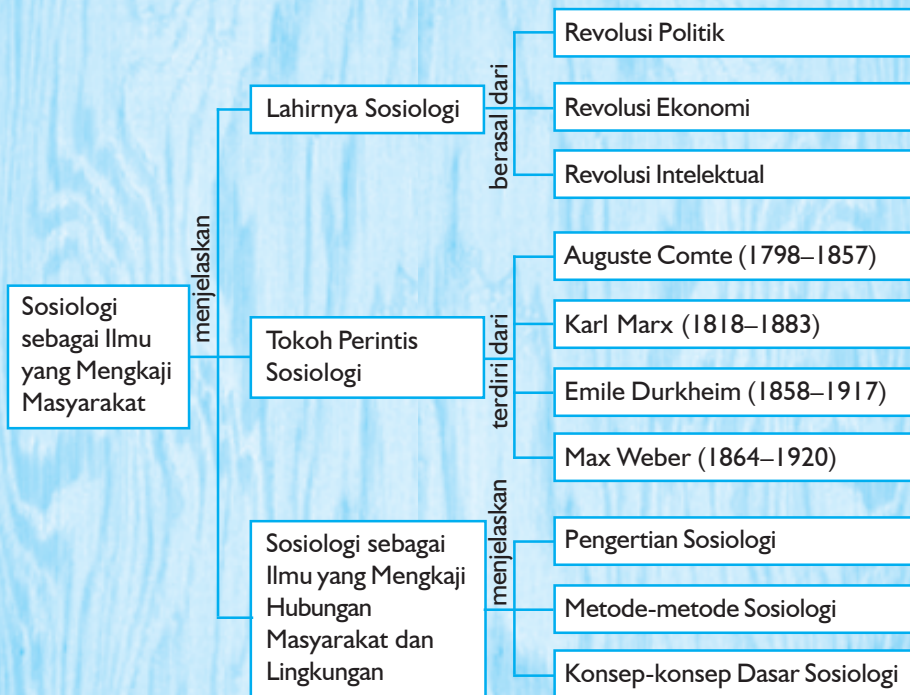 Sosiologi
sebagai Ilmu
yang Mengkaji
Masyarakat
menjelaskan
Lahirnya Sosiologi
berasal dari
Revolusi Politik
Revolusi Ekonomi
Revolusi Intelektual
Tokoh Perintis
Sosiologi
terdiri dari
Auguste Comte (1798–1857)
Karl Marx (1818–1883)
Emile Durkheim (1858–1917)
Max Weber (1864–1920)
Sosiologi sebagai
Ilmu yang Mengkaji
Hubungan
Masyarakat dan
Lingkungan
menjelaskan
Pengertian Sosiologi
Metode-metode Sosiologi
Konsep-konsep Dasar Sosiologi